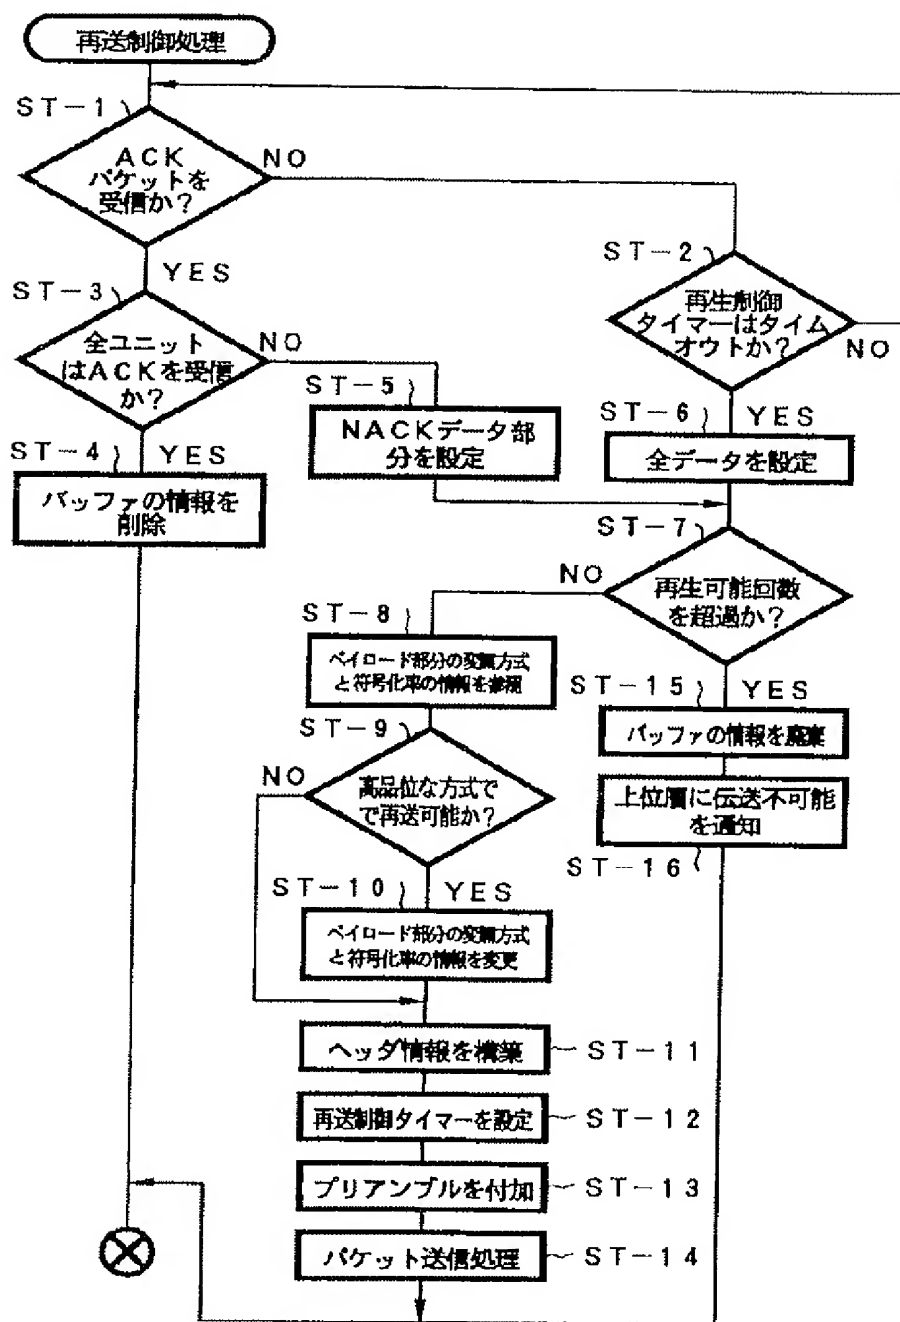 再送制御処理
ST-1
ACK
パケットを
受信か?
NO
YES
ST-2
再生制御
タイマーはタイム
オウトか?
NO
YES
ST-3
全ユニット
はACKを受信
か?
NO
YES
ST-4
バッファの情報を
削除
ST-5
NACKデータ部
分を設定
ST-6
全データを設定
ST-7
再生可能回数
を超過か?
NO
YES
ST-8
ペイロード部分の変調方式
と符号化率の情報を参照
ST-9
高品位な方式で
で再送可能か?
NO
YES
ST-10
ペイロード部分の変調方式
と符号化率の情報を変更
ヘッダ情報を構築
ST-11
再送制御タイマーを設定
ST-12
プリアンブルを付加
ST-13
パケット送信処理
ST-14
ST-15
バッファの情報を廃棄
上位層に伝送不可能
を通知
ST-16